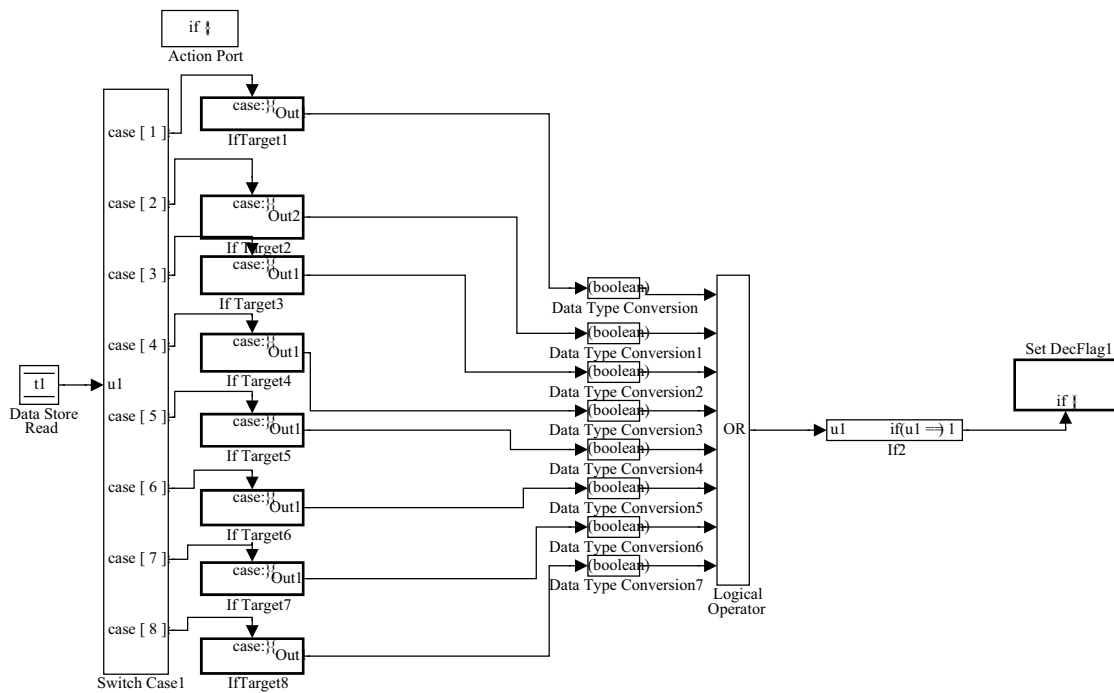 if { }
Action Port
case [ 1 ]
case [ 2 ]
case [ 3 ]
case [ 4 ]
u1
case [ 5 ]
case [ 6 ]
case [ 7 ]
case [ 8 ]
Switch Case1
t1
Data Store
Read
case: { }
Out
IfTarget1
case: { }
Out2
If Target2
case: { }
Out1
If Target3
case: { }
Out1
If Target4
case: { }
Out1
If Target5
case: { }
Out1
If Target6
case: { }
Out1
If Target7
case: { }
Out
IfTarget8
(boolean)
Data Type Conversion
(boolean)
Data Type Conversion1
(boolean)
Data Type Conversion2
(boolean)
Data Type Conversion3
(boolean)
Data Type Conversion4
(boolean)
Data Type Conversion5
(boolean)
Data Type Conversion6
(boolean)
Data Type Conversion7
OR
Logical
Operator
u1 if(u1 == 1)
If2
Set DecFlag1
if { }